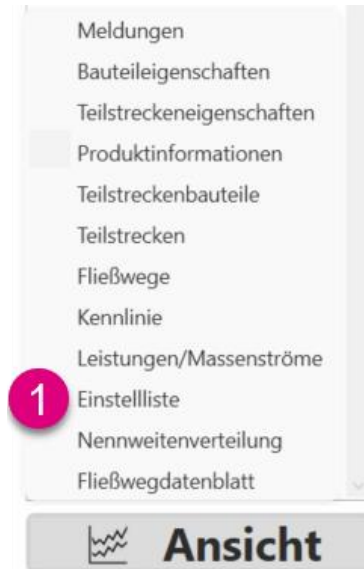 Meldungen
Bauteileigenschaften
Teilstreckeneigenschaften
Produktinformationen
Teilstreckenbauteile
Teilstrecken
Fließwege
Kennlinie
Leistungen/Massenströme
1 Einstellliste
Nennweitenverteilung
Fließwegdatenblatt
Ansicht